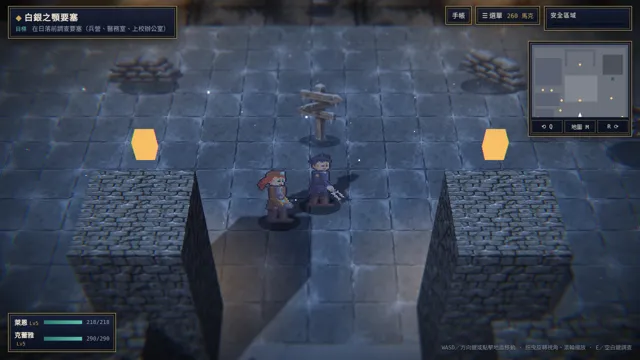 ◆ 白銀之顎要塞
目標 在日落前調查要塞（兵營、醫務室、上校辦公室）
手帳
☰ 選單 260 馬克
安全區域
⟲ Q
地圖 M
R ⟳
萊恩 Lv5 218/218
克蕾雅 Lv5 290/290